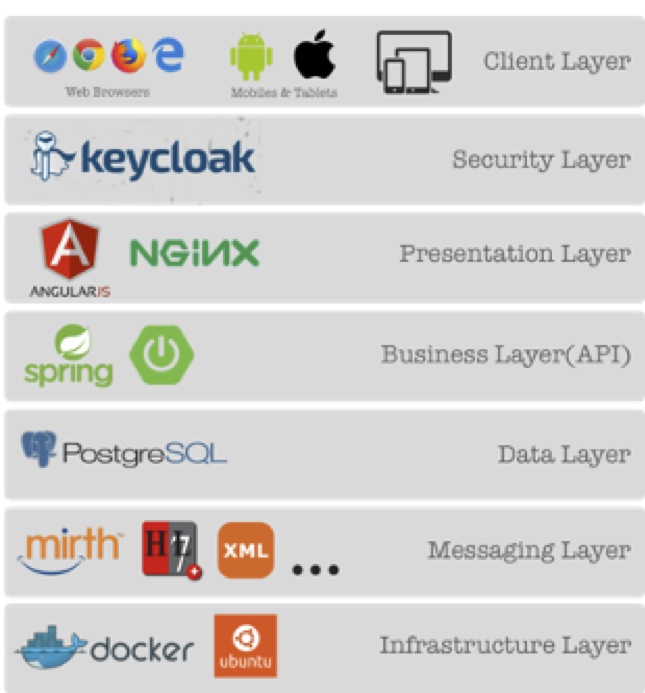 Client Layer
Web Browsers
Mobiles & Tablets
keycloak
Security Layer
NGiNX
Presentation Layer
ANGULARJS
spring
Business Layer(API)
PostgreSQL
Data Layer
mirth
HL7
XML
...
Messaging Layer
docker
ubuntu
Infrastructure Layer